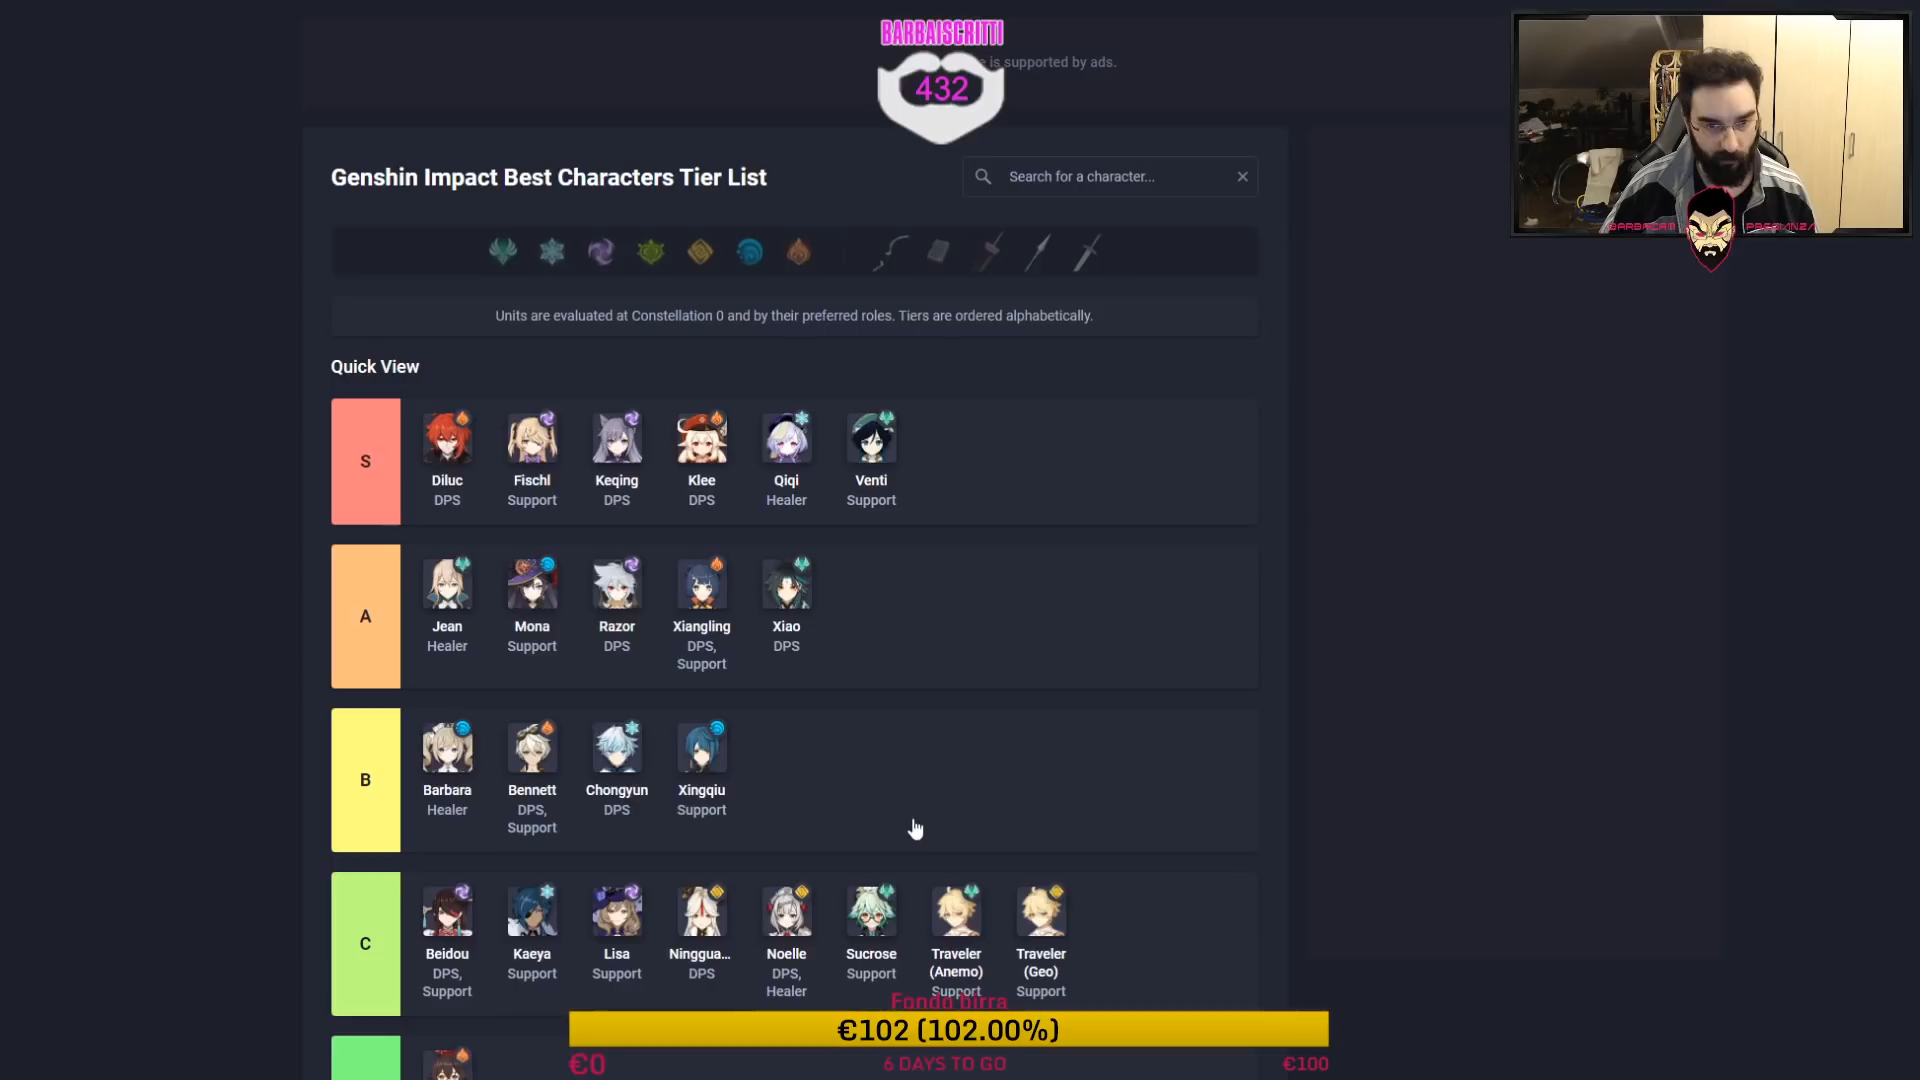 BARBAISCRITTI
432
e is supported by ads.
Genshin Impact Best Characters Tier List
Search for a character...
Units are evaluated at Constellation 0 and by their preferred roles. Tiers are ordered alphabetically.
Quick View
S
Diluc
DPS
Fischl
Support
Keqing
DPS
Klee
DPS
Qiqi
Healer
Venti
Support
A
Jean
Healer
Mona
Support
Razor
DPS
Xiangling
DPS,
Support
Xiao
DPS
B
Barbara
Healer
Bennett
DPS,
Support
Chongyun
DPS
Xingqiu
Support
C
Beidou
DPS,
Support
Kaeya
Support
Lisa
Support
Ninggua...
DPS
Noelle
DPS,
Healer
Sucrose
Support
Traveler
(Anemo)
Support
Traveler
(Geo)
Support
Fondo birra
€102 (102.00%)
€0
6 DAYS TO GO
€100